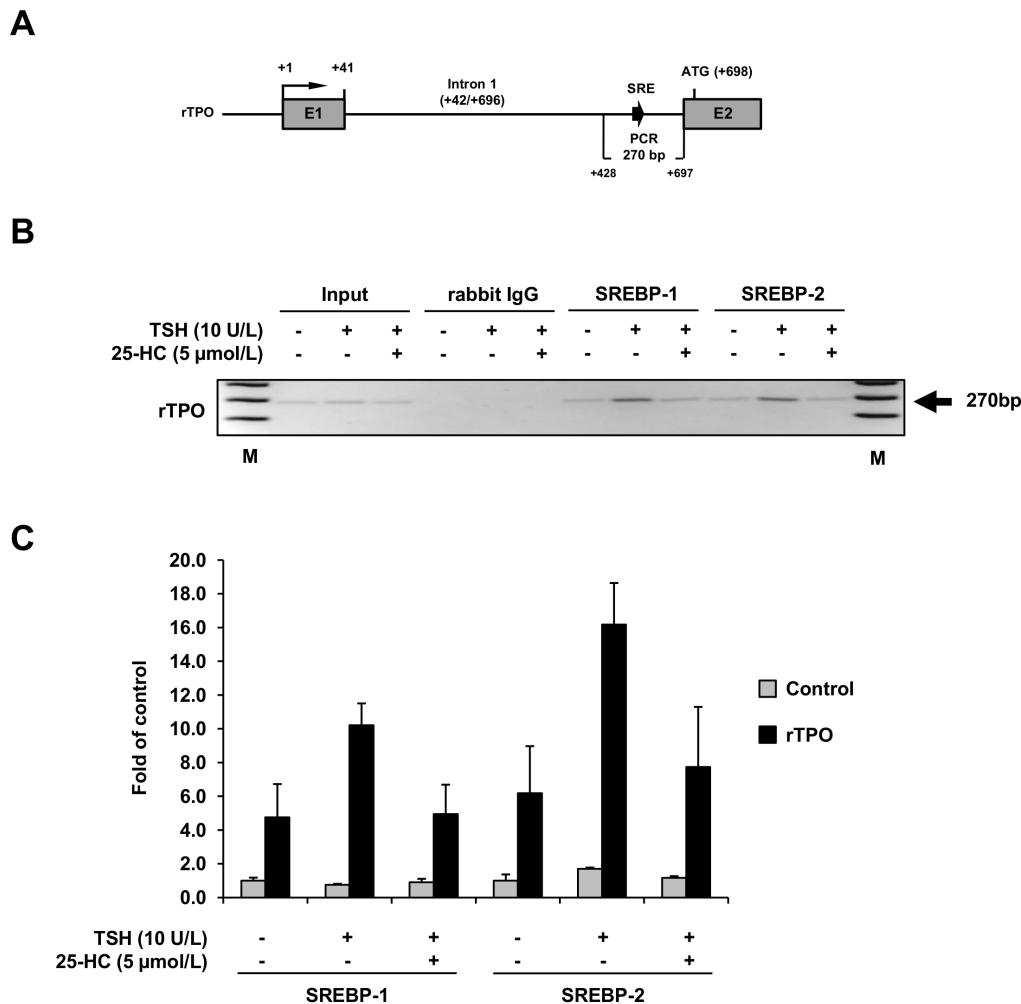 A
+1 +41
Intron 1
(+42/+696)
SRE
ATG (+698)
rTPO
E1
E2
PCR
270 bp
+428 +697
B
Input rabbit IgG SREBP-1 SREBP-2
TSH (10 U/L) - + + - + + - + + - + +
25-HC (5 µmol/L) - - + - - + - - + - - +
rTPO
270bp
M M
C
20.0
18.0
16.0
14.0
12.0
10.0
8.0
6.0
4.0
2.0
0.0
Fold of control
Control
rTPO
TSH (10 U/L) - + + - + +
25-HC (5 µmol/L) - - + - - +
SREBP-1 SREBP-2